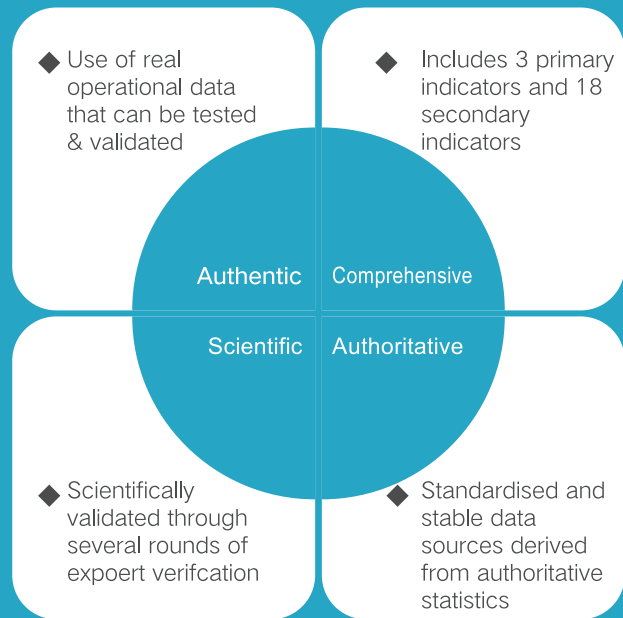 ◆ Use of real
operational data
that can be tested
& validated
◆ Includes 3 primary
indicators and 18
secondary
indicators
Authentic
Comprehensive
Scientific
Authoritative
◆ Scientifically
validated through
several rounds of
expoert verifcation
◆ Standardised and
stable data
sources derived
from authoritative
statistics